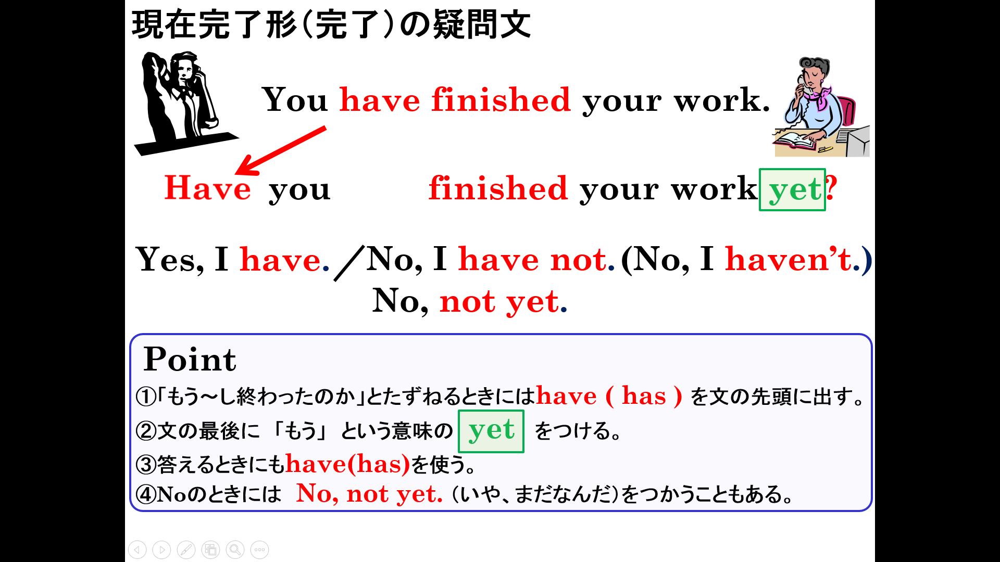 現在完了形（完了）の疑問文
You have finished your work.
Have you finished your work yet?
Yes, I have.／No, I have not.(No, I haven’t.)
No, not yet.
Point
①「もう～し終わったのか」とたずねるときにはhave ( has ) を文の先頭に出す。
②文の最後に 「もう」 という意味の yet をつける。
③答えるときにもhave(has)を使う。
④Noのときには No, not yet. （いや、まだなんだ）をつかうこともある。